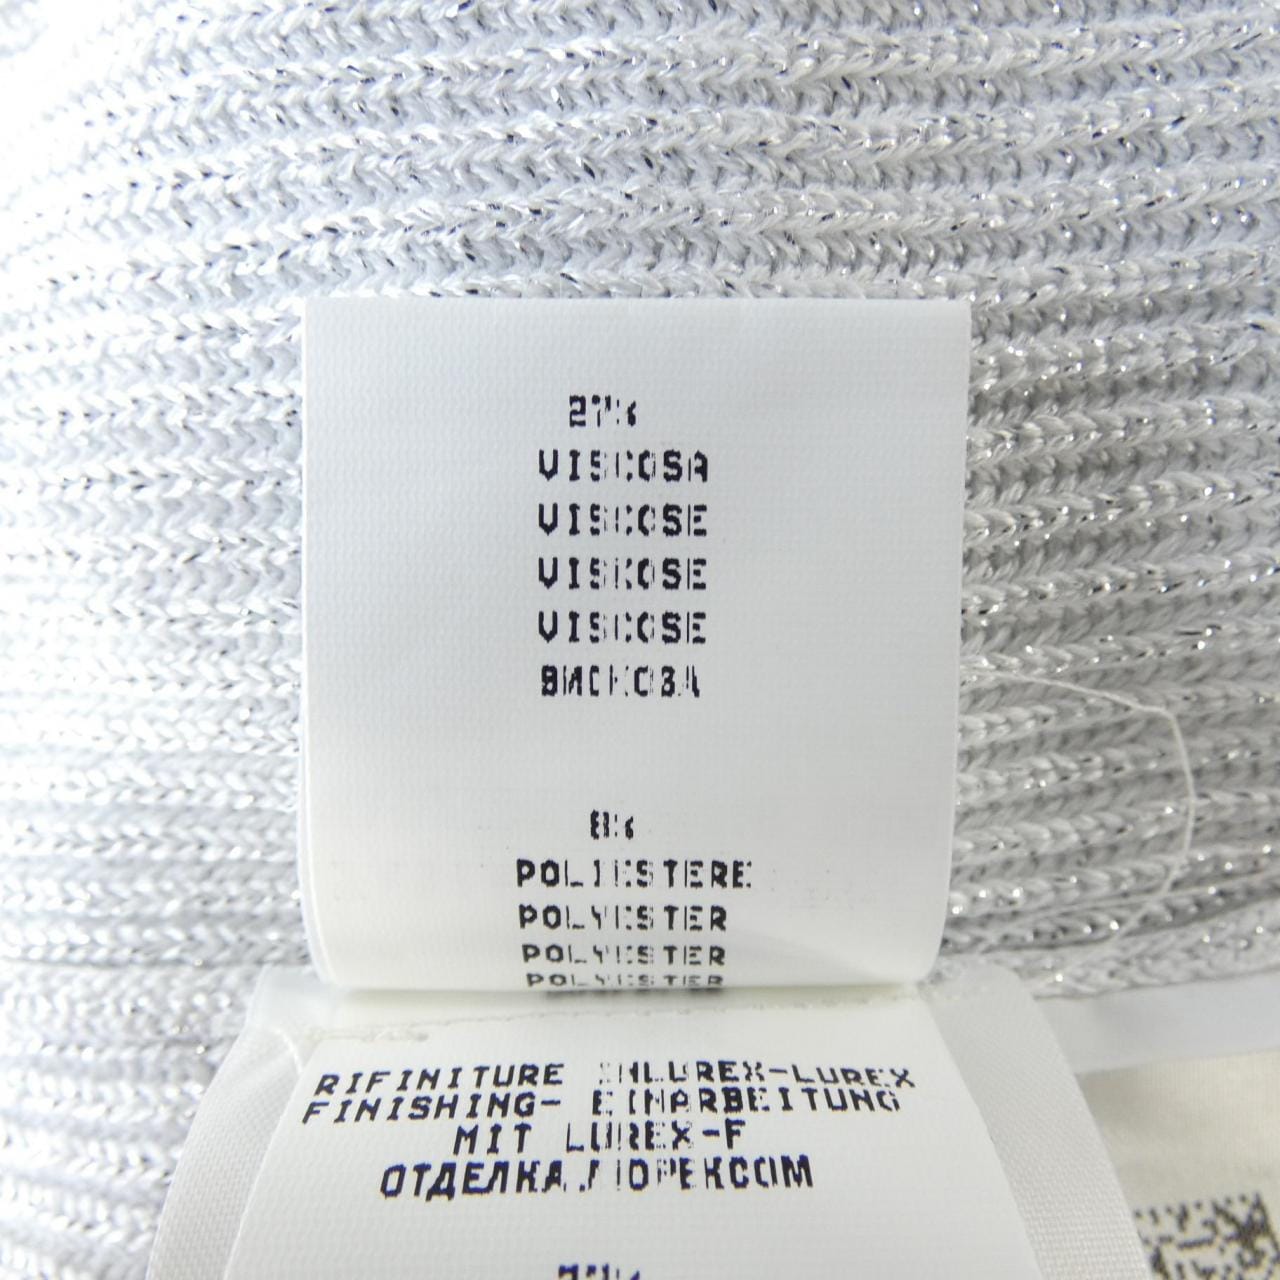 27%
VISCOSA
VISCOSE
VISKOSE
VISCOSE
ВИСКОЗА
8%
POLIESTERE
POLYESTER
POLYESTER
POLYESTER
RIFINITURE IN LUREX-LUREX
FINISHING- EINARBEITUNG
MIT LUREX-F
ОТДЕЛКА ЛЮРЕКСОМ